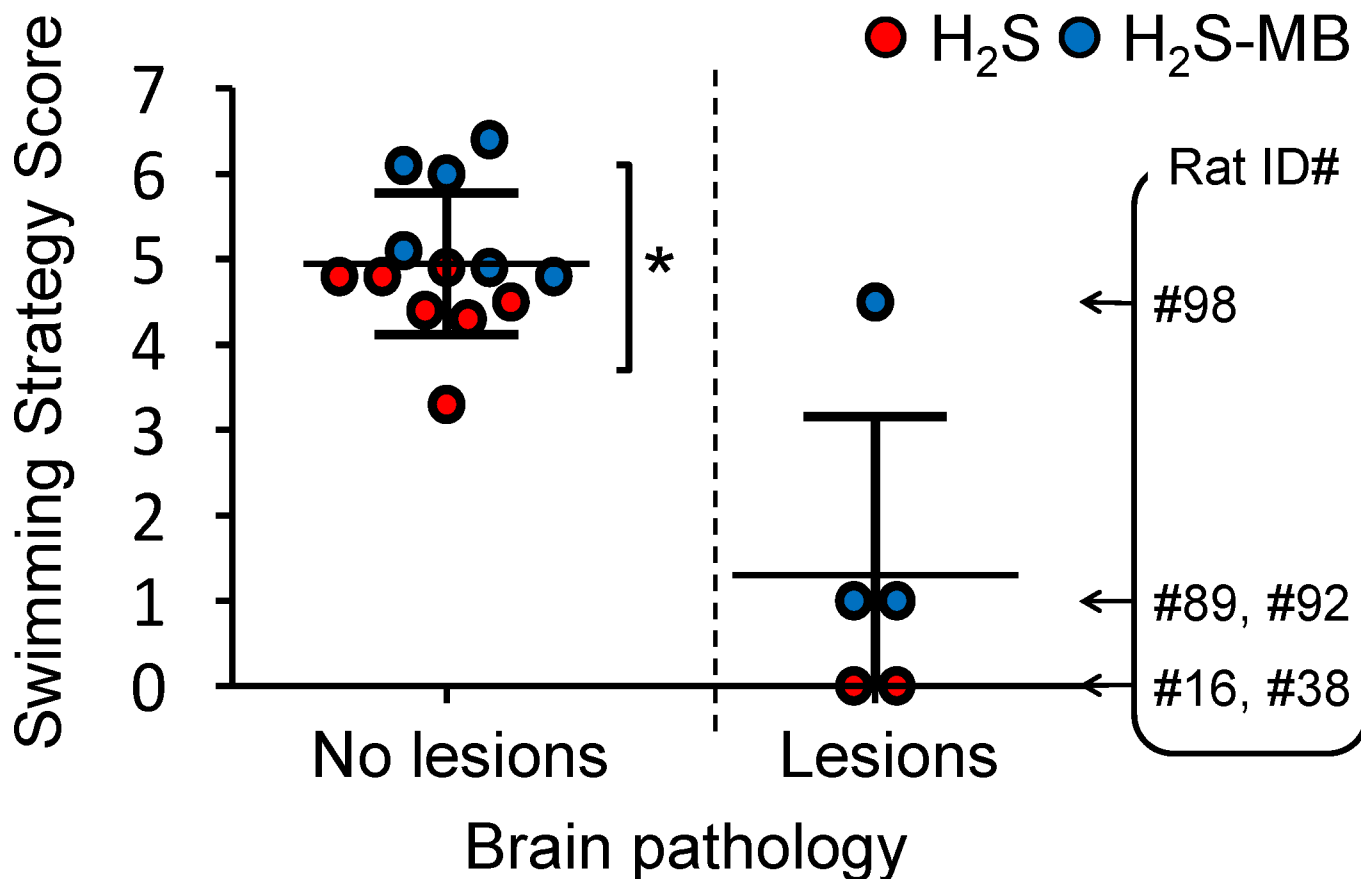 H₂S H₂S-MB
Swimming Strategy Score
7
6
5
4
3
2
1
0
*
No lesions
Lesions
Brain pathology
Rat ID#
#98
#89, #92
#16, #38